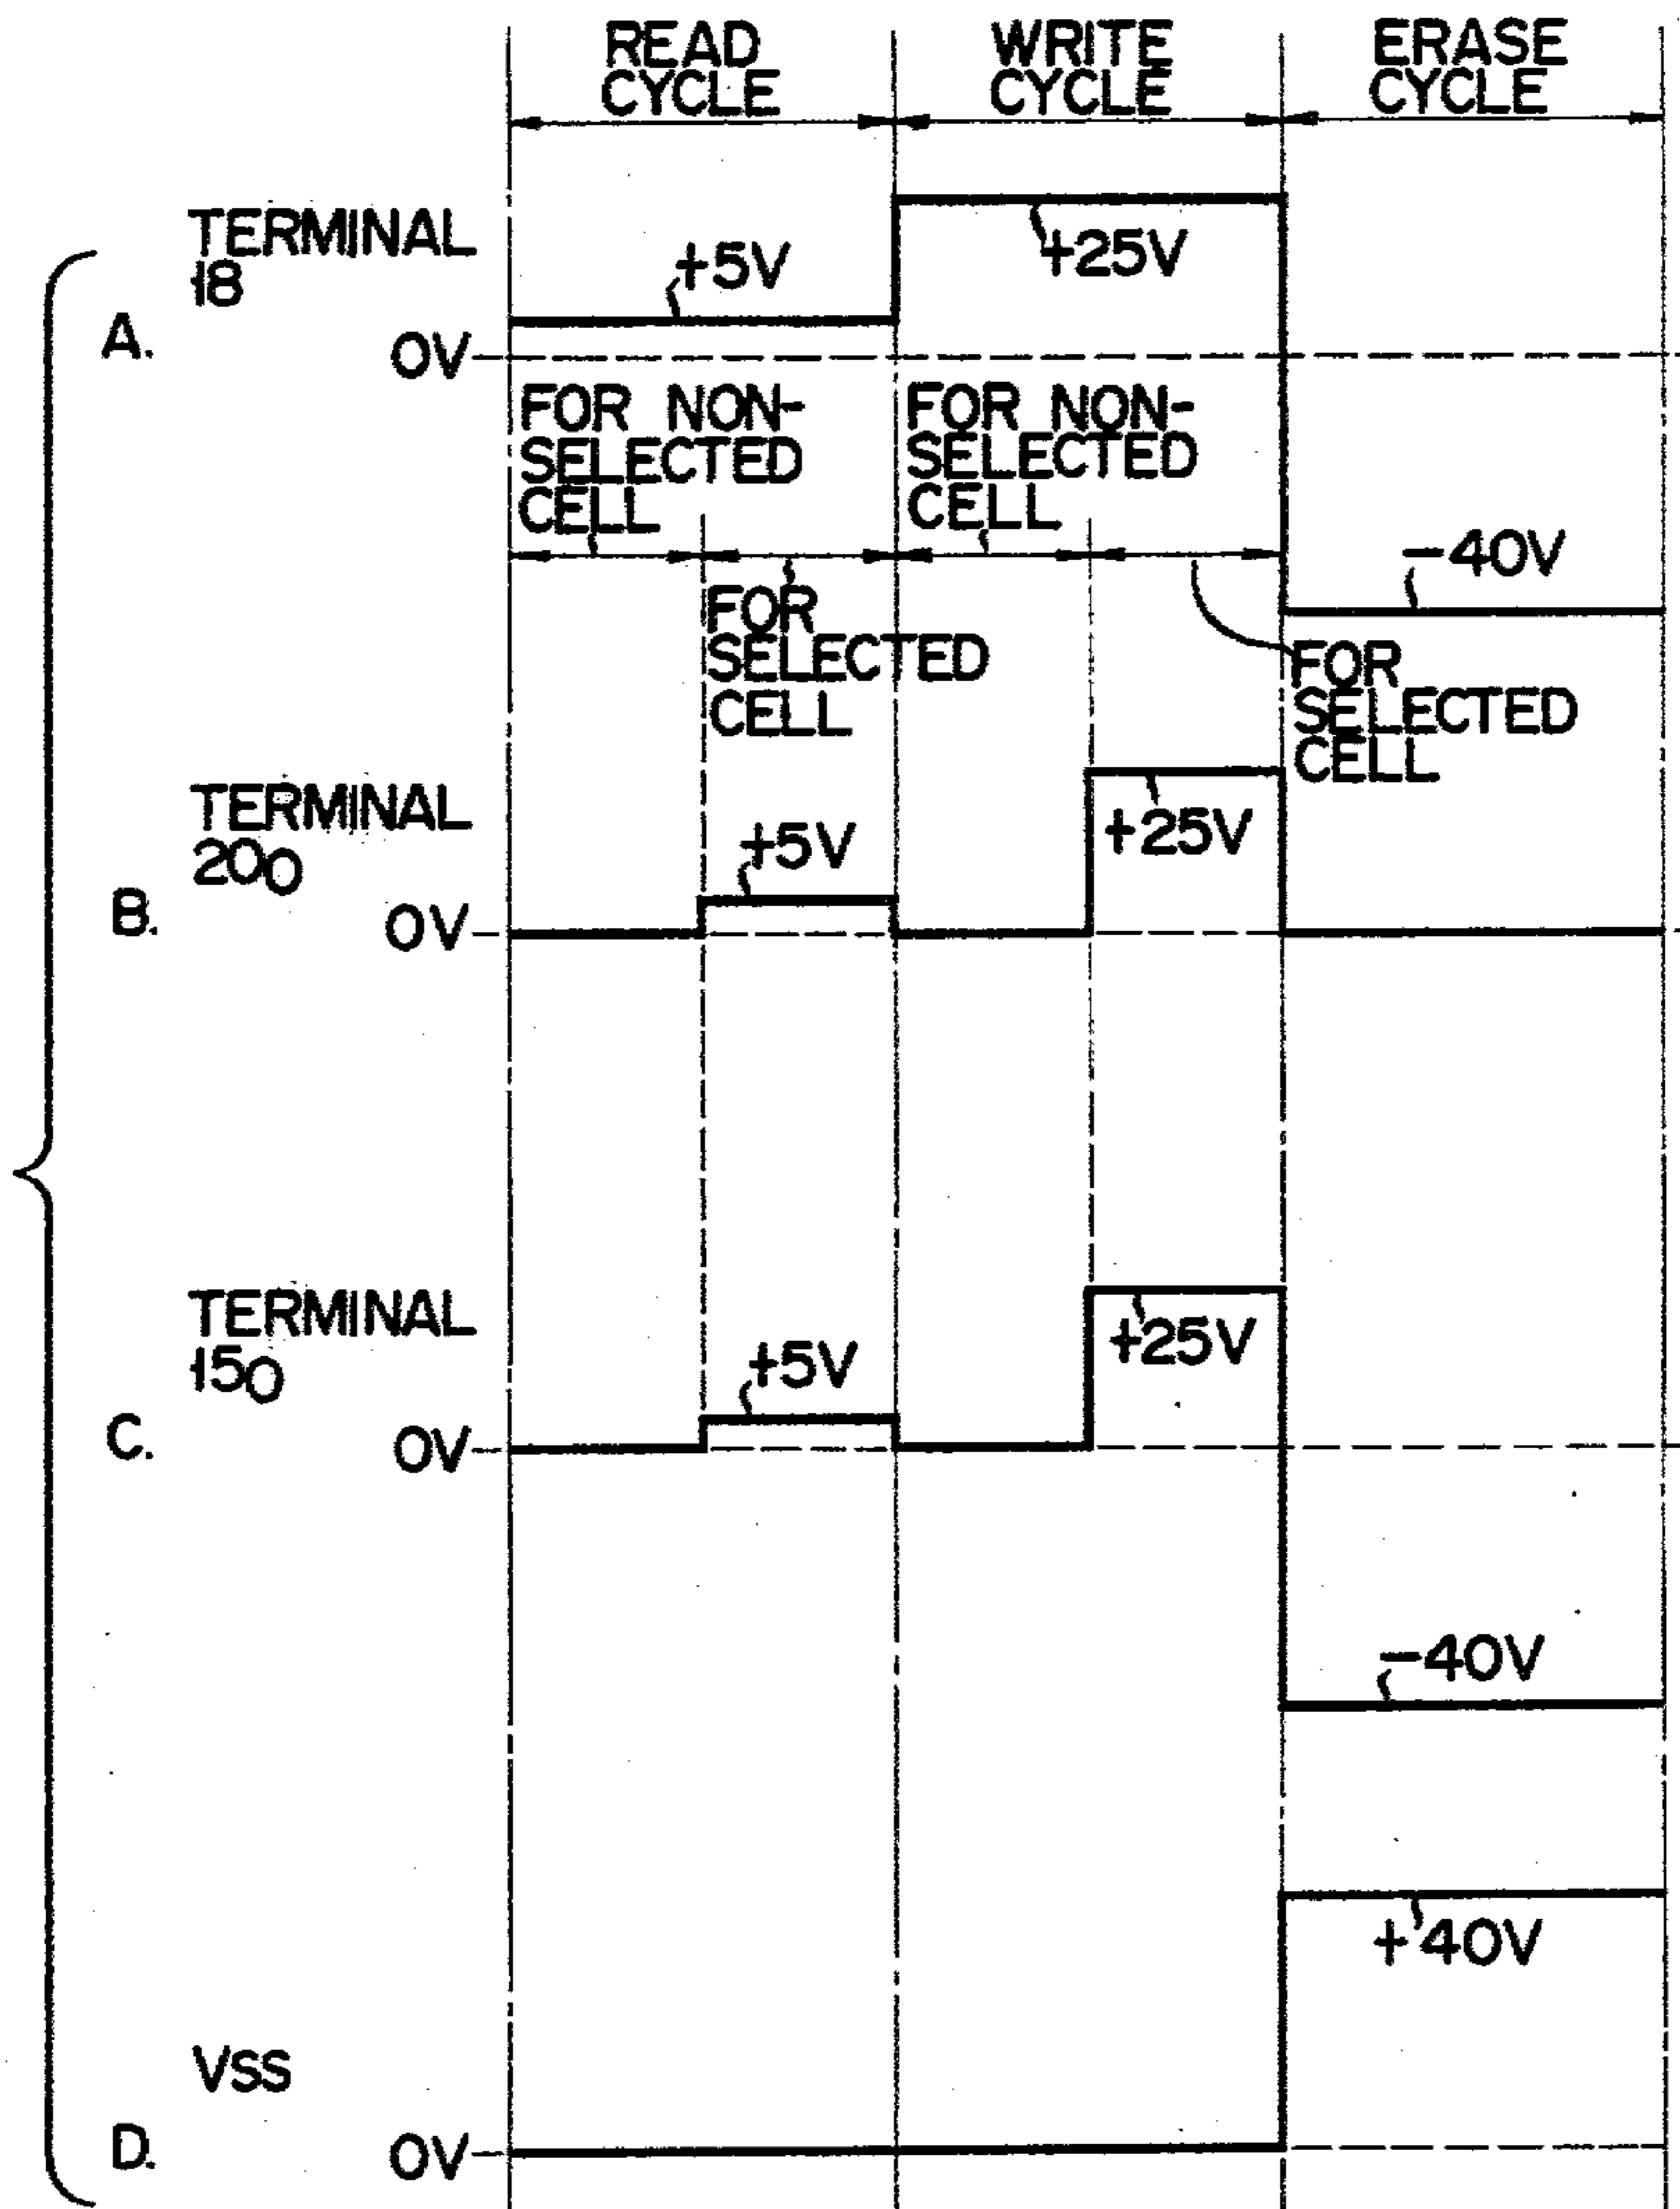 READ
CYCLE
WRITE
CYCLE
ERASE
CYCLE
TERMINAL
18
A.
0V
+5V
+25V
-40V
FOR NON-
SELECTED
CELL
FOR
SELECTED
CELL
FOR NON-
SELECTED
CELL
FOR
SELECTED
CELL
TERMINAL
20₀
B.
0V
+5V
+25V
TERMINAL
15₀
C.
0V
+5V
+25V
-40V
VSS
D.
0V
+40V